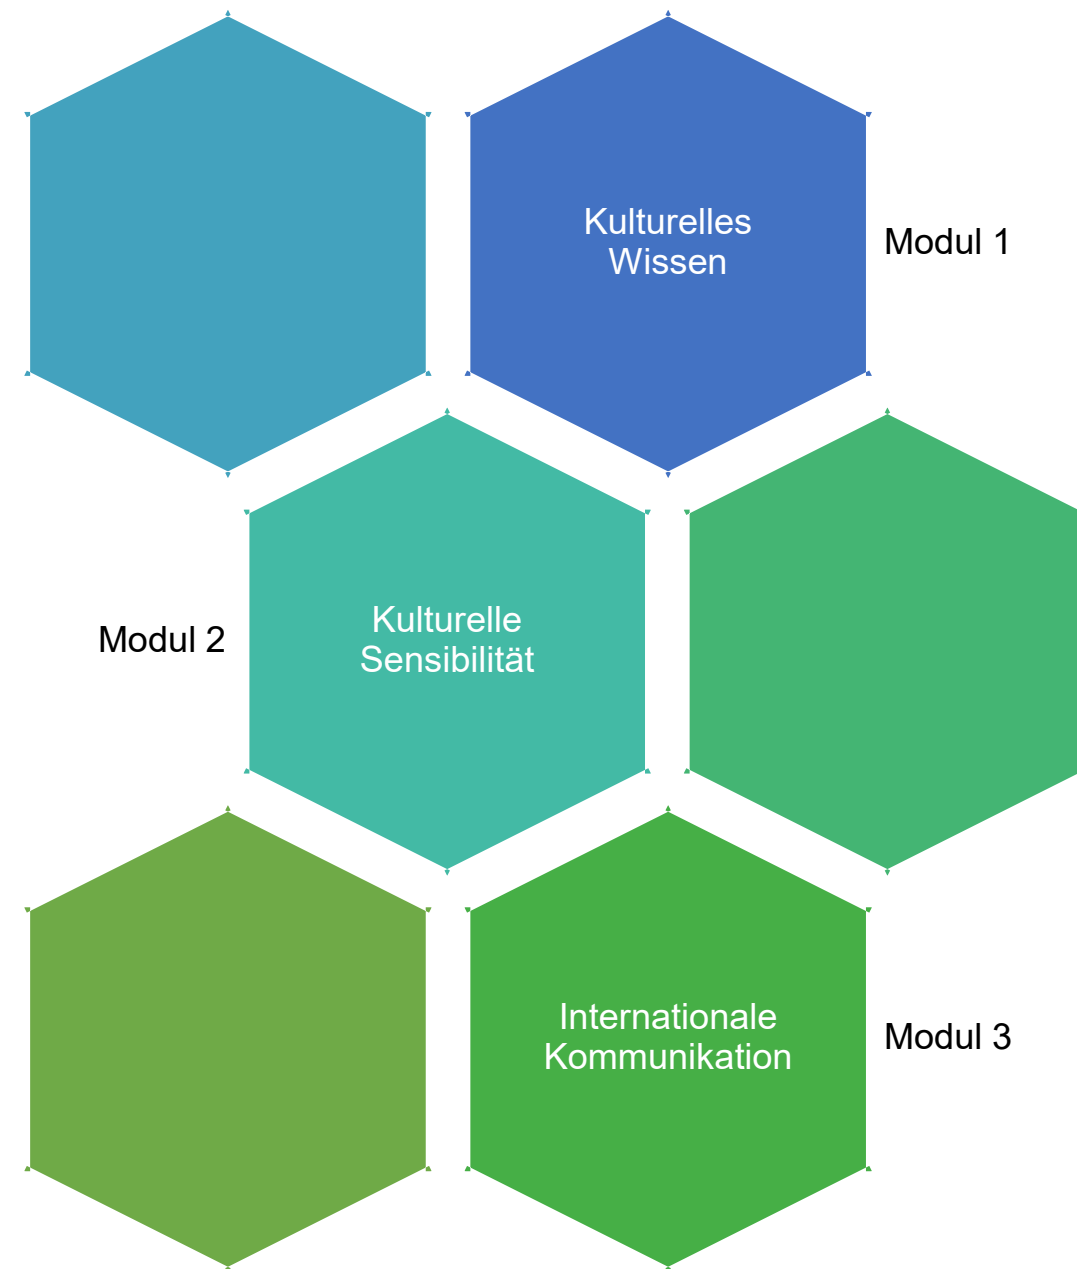 Kulturelles
Wissen
Modul 1
Modul 2
Kulturelle
Sensibilität
Internationale
Kommunikation
Modul 3